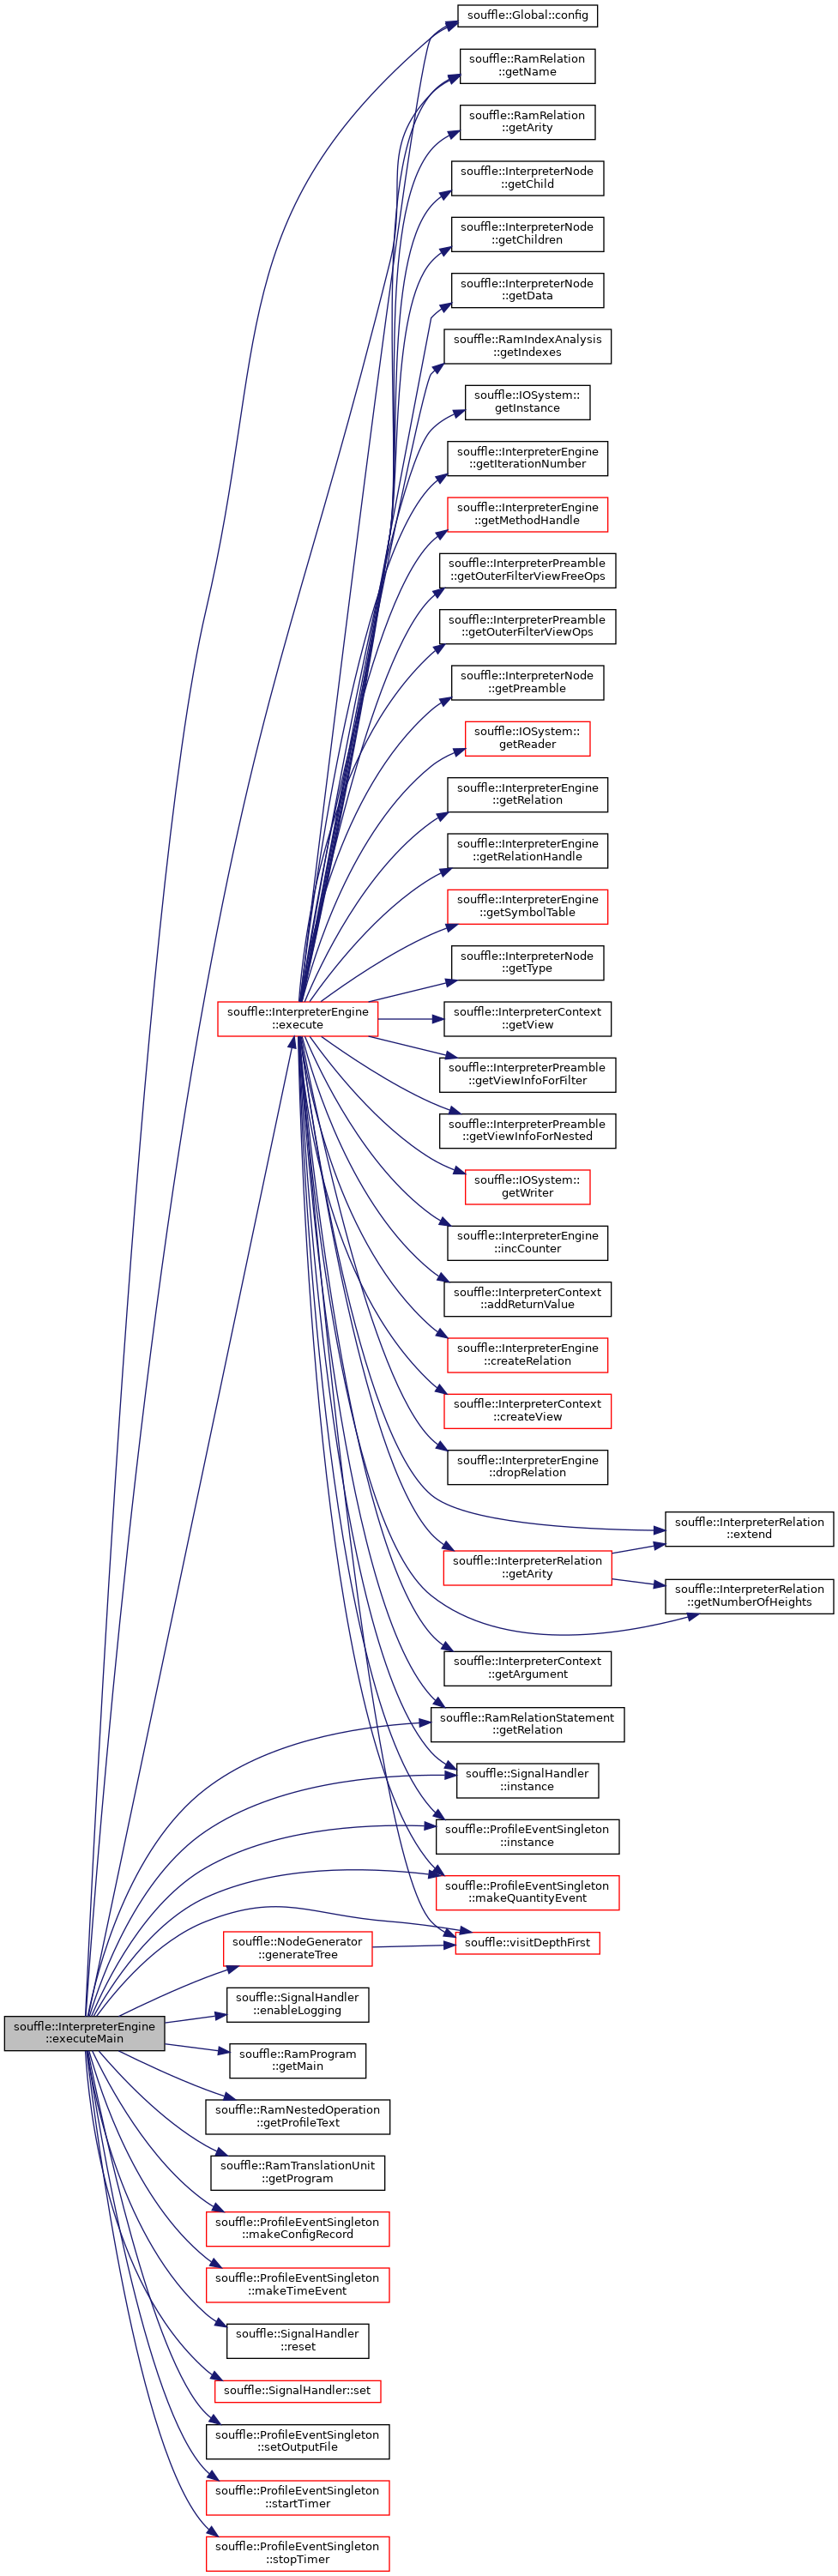 souffle::Global::config
souffle::RamRelation
::getName
souffle::RamRelation
::getArity
souffle::InterpreterNode
::getChild
souffle::InterpreterNode
::getChildren
souffle::InterpreterNode
::getData
souffle::RamIndexAnalysis
::getIndexes
souffle::IOSystem::
getInstance
souffle::InterpreterEngine
::getIterationNumber
souffle::InterpreterEngine
::getMethodHandle
souffle::InterpreterPreamble
::getOuterFilterViewFreeOps
souffle::InterpreterPreamble
::getOuterFilterViewOps
souffle::InterpreterNode
::getPreamble
souffle::IOSystem::
getReader
souffle::InterpreterEngine
::getRelation
souffle::InterpreterEngine
::getRelationHandle
souffle::InterpreterEngine
::getSymbolTable
souffle::InterpreterNode
::getType
souffle::InterpreterEngine
::execute
souffle::InterpreterContext
::getView
souffle::InterpreterPreamble
::getViewInfoForFilter
souffle::InterpreterPreamble
::getViewInfoForNested
souffle::IOSystem::
getWriter
souffle::InterpreterEngine
::incCounter
souffle::InterpreterContext
::addReturnValue
souffle::InterpreterEngine
::createRelation
souffle::InterpreterContext
::createView
souffle::InterpreterEngine
::dropRelation
souffle::InterpreterRelation
::extend
souffle::InterpreterRelation
::getArity
souffle::InterpreterRelation
::getNumberOfHeights
souffle::InterpreterContext
::getArgument
souffle::RamRelationStatement
::getRelation
souffle::SignalHandler
::instance
souffle::ProfileEventSingleton
::instance
souffle::ProfileEventSingleton
::makeQuantityEvent
souffle::NodeGenerator
::generateTree
souffle::visitDepthFirst
souffle::SignalHandler
::enableLogging
souffle::InterpreterEngine
::executeMain
souffle::RamProgram
::getMain
souffle::RamNestedOperation
::getProfileText
souffle::RamTranslationUnit
::getProgram
souffle::ProfileEventSingleton
::makeConfigRecord
souffle::ProfileEventSingleton
::makeTimeEvent
souffle::SignalHandler
::reset
souffle::SignalHandler::set
souffle::ProfileEventSingleton
::setOutputFile
souffle::ProfileEventSingleton
::startTimer
souffle::ProfileEventSingleton
::stopTimer